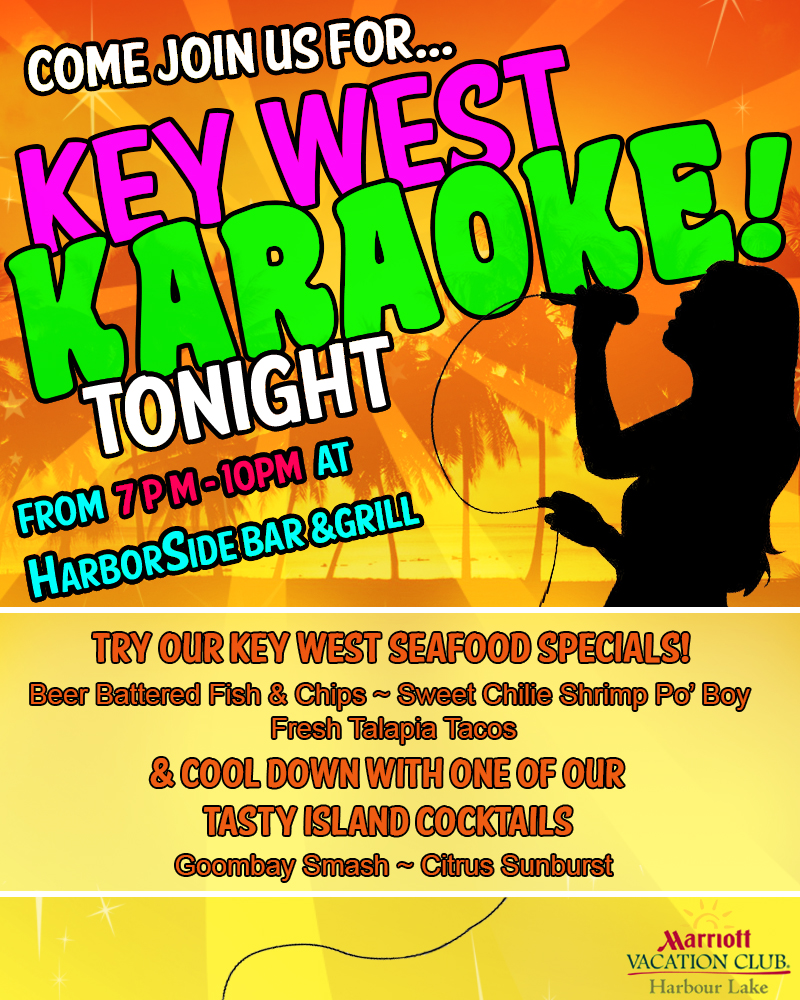 COME JOIN US FOR...
KEY WEST
KARAOKE!
TONIGHT
FROM 7PM-10PM AT
HARBORSIDE BAR &GRILL
TRY OUR KEY WEST SEAFOOD SPECIALS!
Beer Battered Fish & Chips ~ Sweet Chilie Shrimp Po' Boy
Fresh Talapia Tacos
& COOL DOWN WITH ONE OF OUR
TASTY ISLAND COCKTAILS
Goombay Smash ~ Citrus Sunburst
Marriott
VACATION CLUB®
Harbour Lake